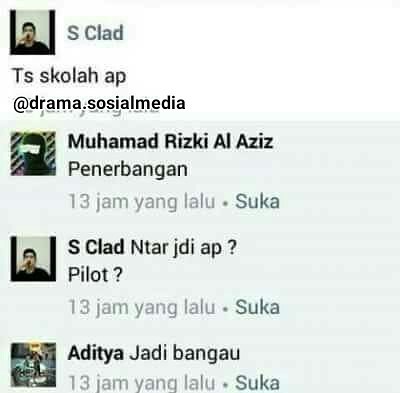 S Clad
Ts skolah ap
@drama.sosialmedia
Muhamad Rizki Al Aziz
Penerbangan
13 jam yang lalu • Suka
S Clad Ntar jdi ap ?
Pilot ?
13 jam yang lalu • Suka
Aditya Jadi bangau
13 jam yang lalu • Suka